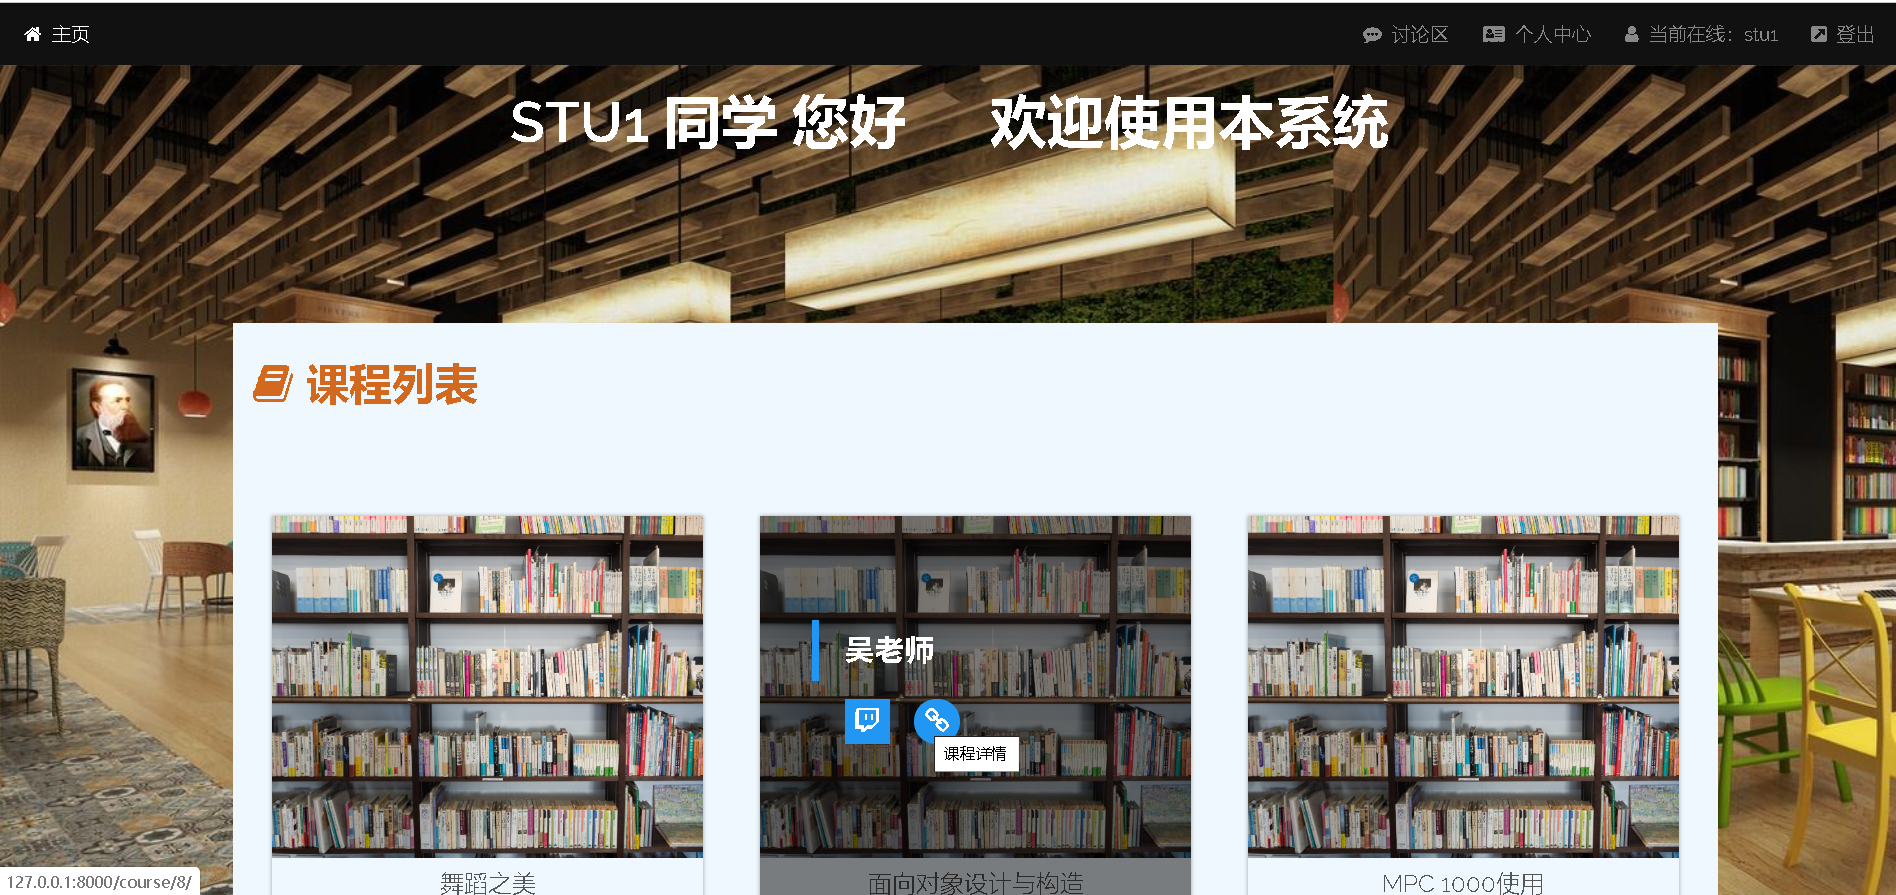 主页
讨论区
个人中心
当前在线：stu1
登出
STU1 同学 您好 欢迎使用本系统
课程列表
吴老师
课程详情
舞蹈之美
面向对象设计与构造
MPC 1000使用
127.0.0.1:8000/course/8/